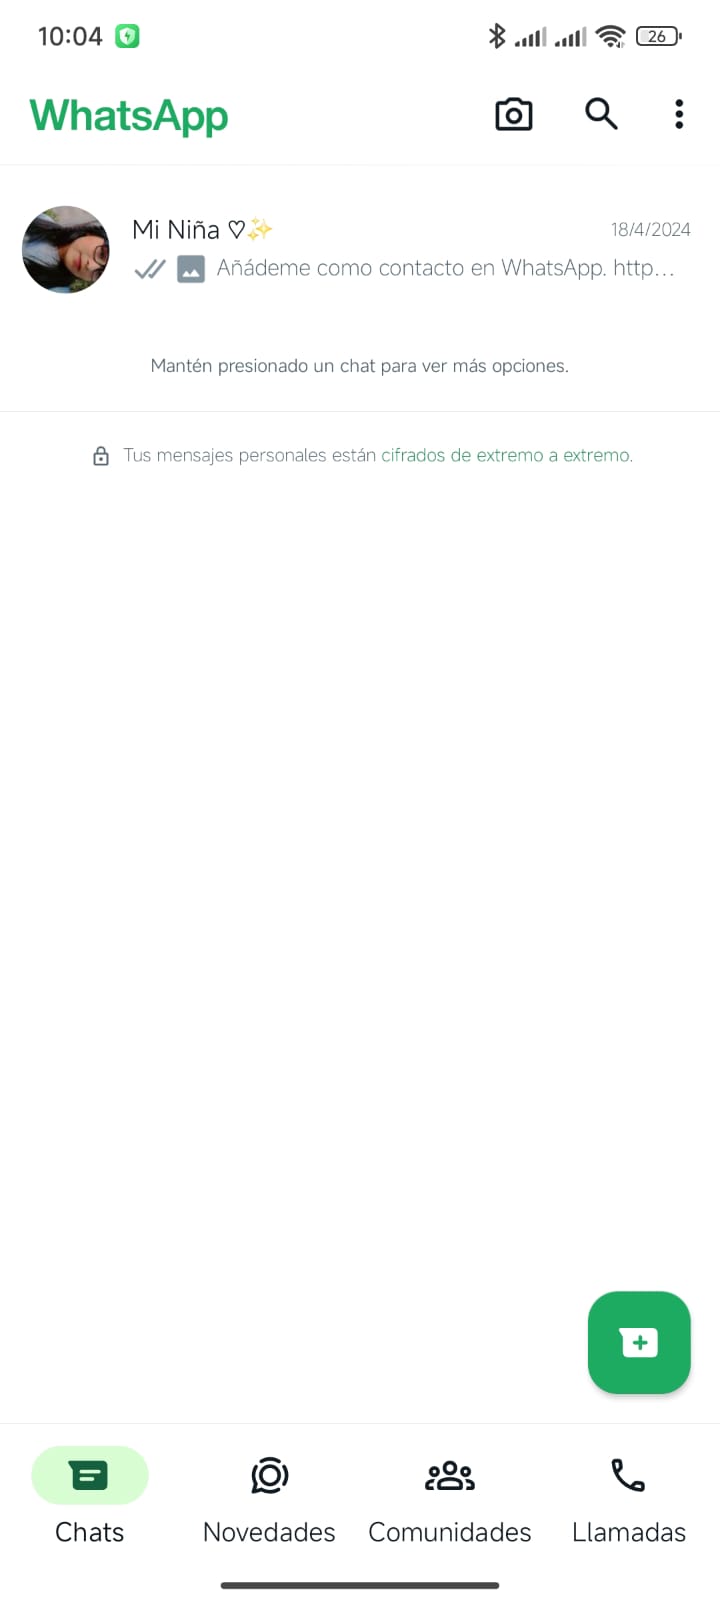 10:04
26
WhatsApp
Mi Niña ♡✨
18/4/2024
Añádeme como contacto en WhatsApp. http...
Mantén presionado un chat para ver más opciones.
Tus mensajes personales están cifrados de extremo a extremo.
Chats
Novedades
Comunidades
Llamadas